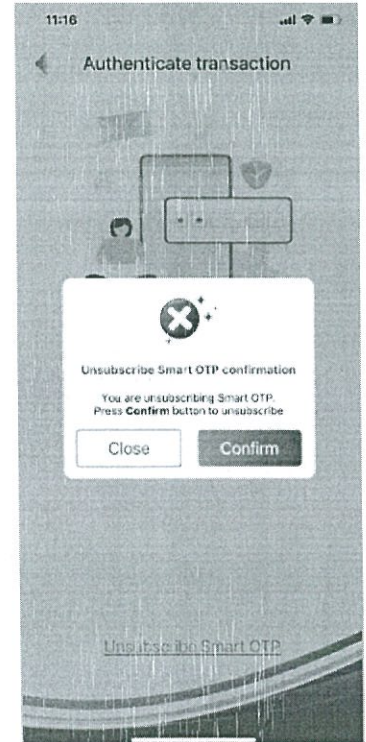 11:16
Authenticate transaction
Unsubscribe Smart OTP confirmation
You are unsubscribing Smart OTP.
Press Confirm button to unsubscribe
Close
Confirm
Unsubscribe Smart OTP